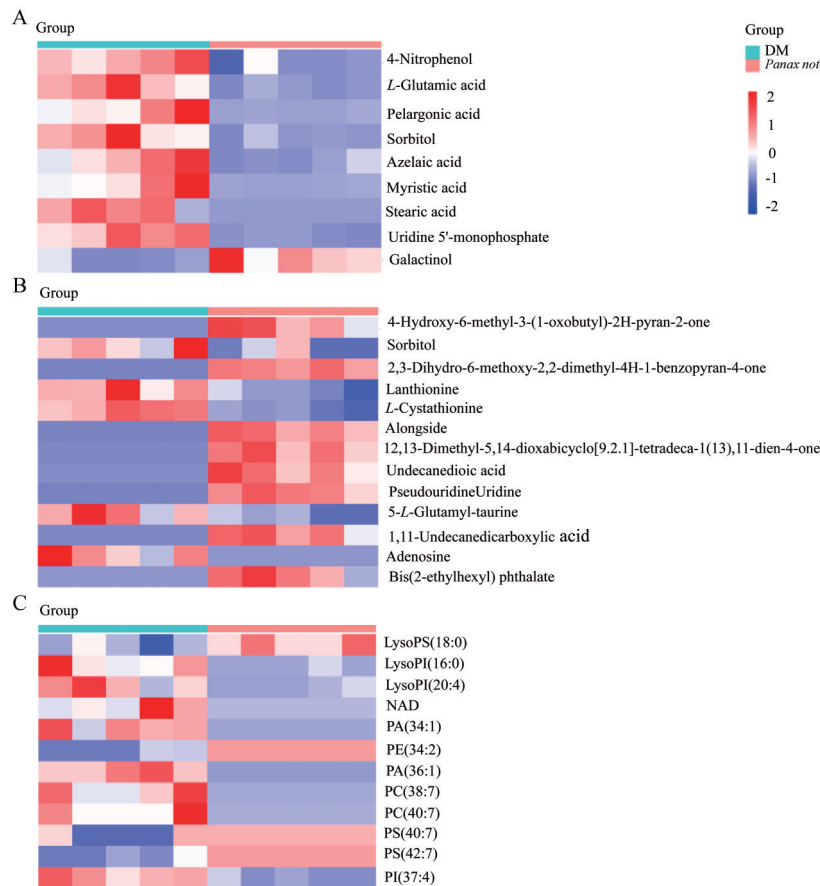 A
Group
4-Nitrophenol
L-Glutamic acid
Pelargonic acid
Sorbitol
Azelaic acid
Myristic acid
Stearic acid
Uridine 5'-monophosphate
Galactinol
Group
DM
Panax not
2
1
0
-1
-2
B
Group
4-Hydroxy-6-methyl-3-(1-oxobutyl)-2H-pyran-2-one
Sorbitol
2,3-Dihydro-6-methoxy-2,2-dimethyl-4H-1-benzopyran-4-one
Lanthionine
L-Cystathionine
Alongside
12,13-Dimethyl-5,14-dioxabicyclo[9.2.1]-tetradeca-1(13),11-dien-4-one
Undecanedioic acid
PseudouridineUridine
5-L-Glutamyl-taurine
1,11-Undecanedicarboxylic acid
Adenosine
Bis(2-ethylhexyl) phthalate
C
Group
LysoPS(18:0)
LysoPI(16:0)
LysoPI(20:4)
NAD
PA(34:1)
PE(34:2)
PA(36:1)
PC(38:7)
PC(40:7)
PS(40:7)
PS(42:7)
PI(37:4)